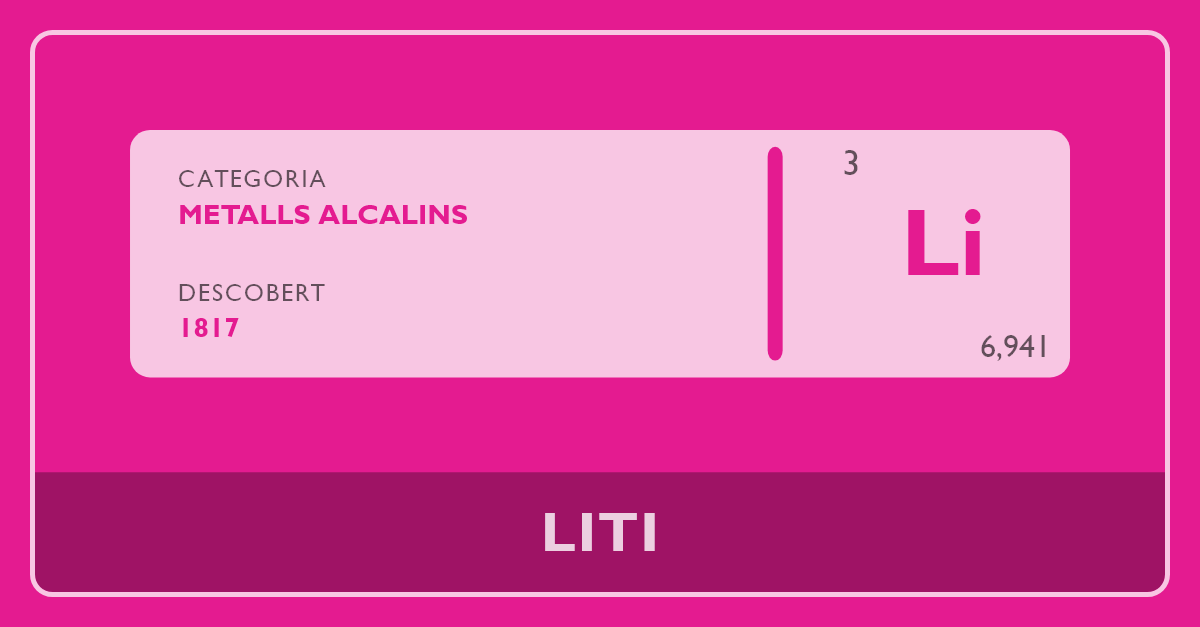 CATEGORIA
METALLS ALCALINS
DESCOBERT
1817
3
Li
6,941
LITI